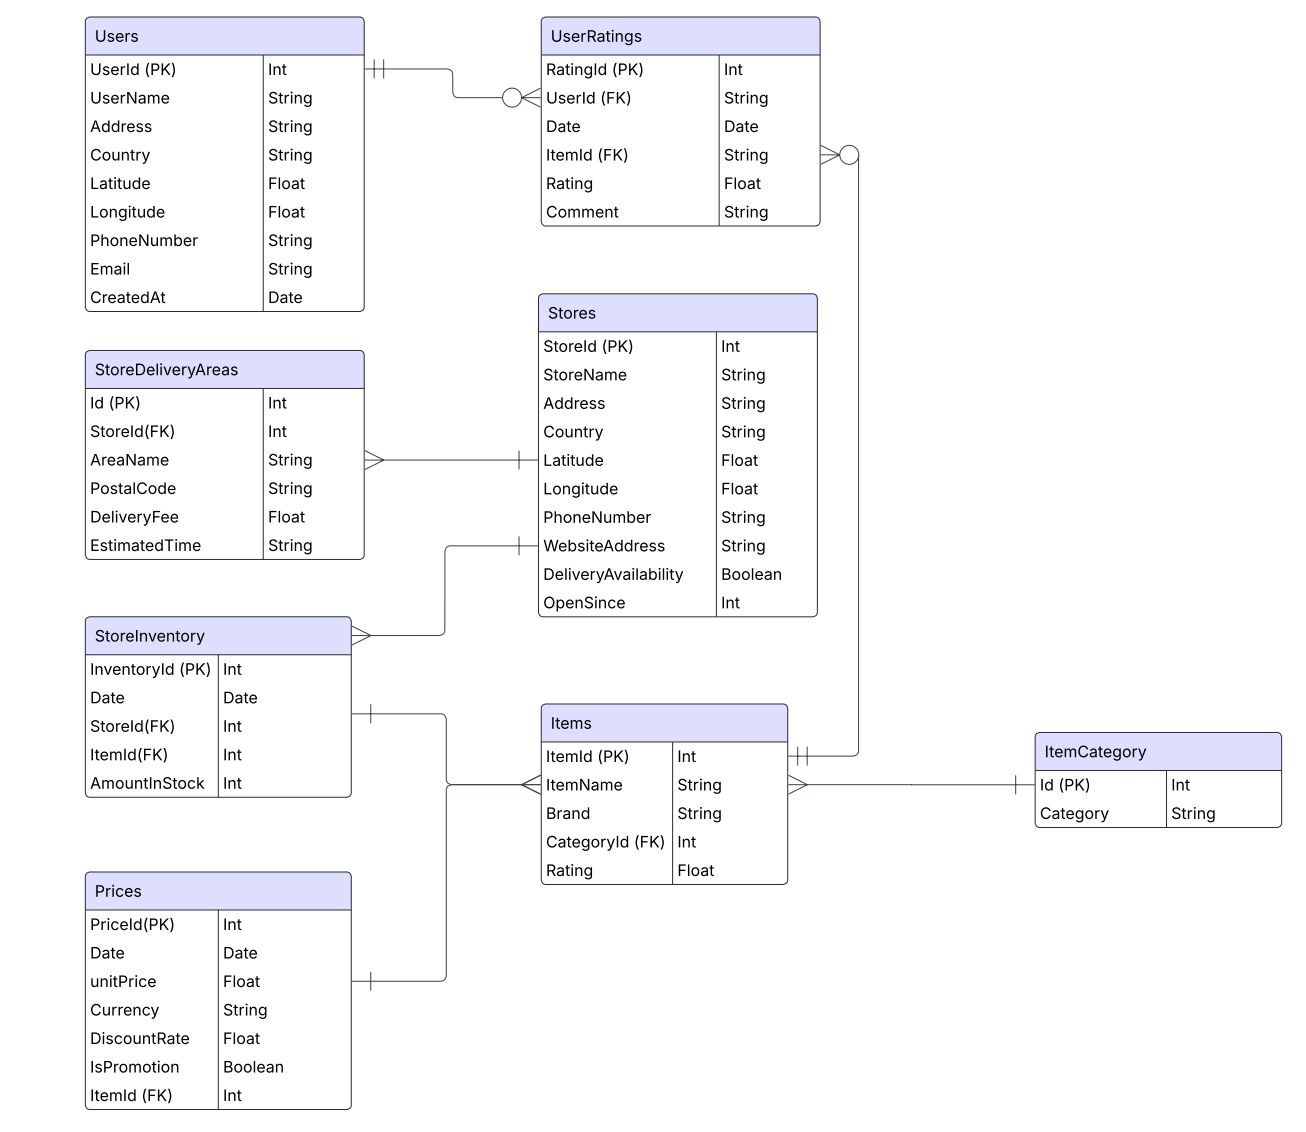 Users
UserId (PK) Int
UserName String
Address String
Country String
Latitude Float
Longitude Float
PhoneNumber String
Email String
CreatedAt Date
UserRatings
RatingId (PK) Int
UserId (FK) String
Date Date
ItemId (FK) String
Rating Float
Comment String
StoreDeliveryAreas
Id (PK) Int
StoreId(FK) Int
AreaName String
PostalCode String
DeliveryFee Float
EstimatedTime String
Stores
StoreId (PK) Int
StoreName String
Address String
Country String
Latitude Float
Longitude Float
PhoneNumber String
WebsiteAddress String
DeliveryAvailability Boolean
OpenSince Int
StoreInventory
InventoryId (PK) Int
Date Date
StoreId(FK) Int
ItemId(FK) Int
AmountInStock Int
Items
ItemId (PK) Int
ItemName String
Brand String
CategoryId (FK) Int
Rating Float
ItemCategory
Id (PK) Int
Category String
Prices
PriceId(PK) Int
Date Date
unitPrice Float
Currency String
DiscountRate Float
IsPromotion Boolean
ItemId (FK) Int